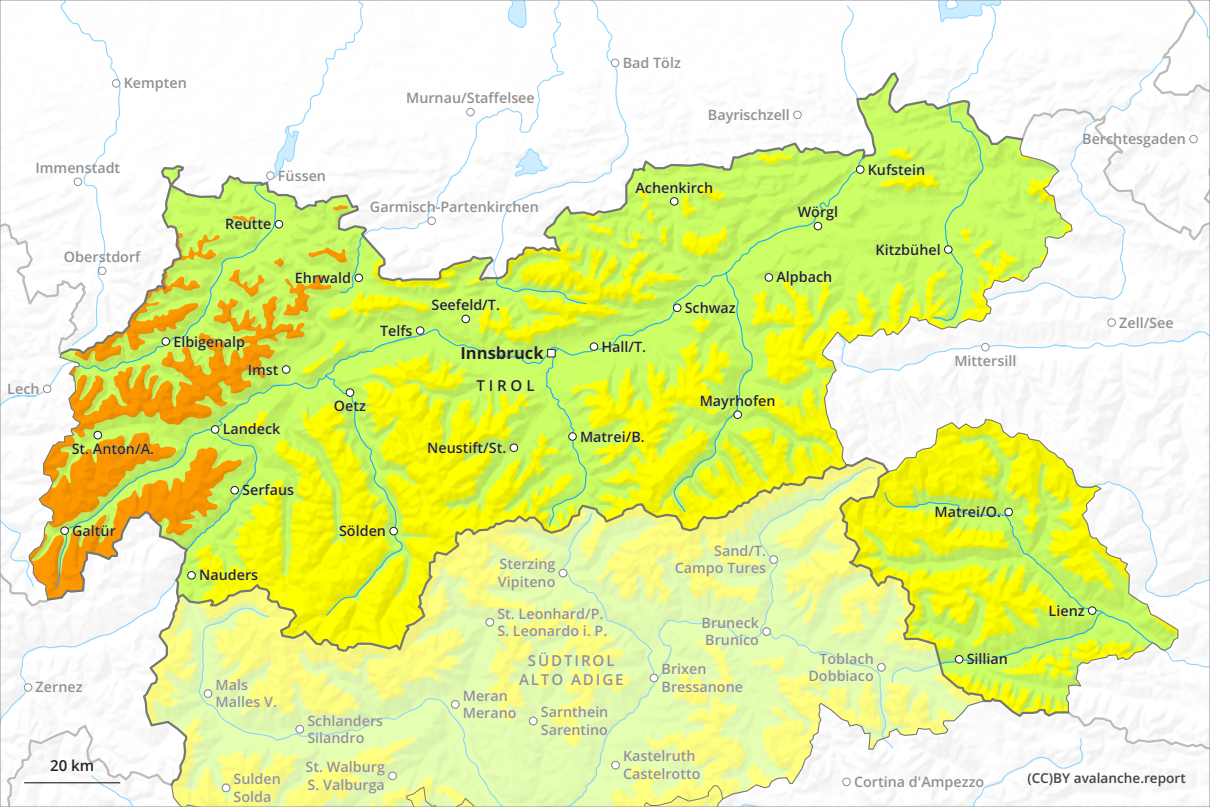 Kempten
Bad Tölz
Murnau/Staffelsee
Bayrischzell
Berchtesgaden
Immenstadt
Füssen
Kufstein
Achenkirch
Garmisch-Partenkirchen
Wörgl
Reutte
Kitzbühel
Oberstdorf
Ehrwald
Alpbach
Seefeld/T.
Schwaz
Zell/See
Telfs
Elbigenalp
Innsbruck
Hall/T.
Mittersill
Imst
TIROL
Lech
Oetz
Mayrhofen
Landeck
Matrei/B.
St. Anton/A.
Neustift/St.
Serfaus
Matrei/O.
Galtür
Sölden
Sand/T.
Campo Tures
Sterzing
Vipiteno
Nauders
St. Leonhard/P.
S. Leonardo i. P.
Lienz
Bruneck
Brunico
SÜDTIROL
ALTO ADIGE
Toblach
Dobbiaco
Sillian
Brixen
Bressanone
Zernez
Mals
Malles V.
Meran
Merano
Sarnthein
Sarentino
Schlanders
Silandro
Kastelruth
Castelrotto
20 km
St. Walburg
S. Valburga
Sulden
Solda
Cortina d'Ampezzo
(CC)BY avalanche.report